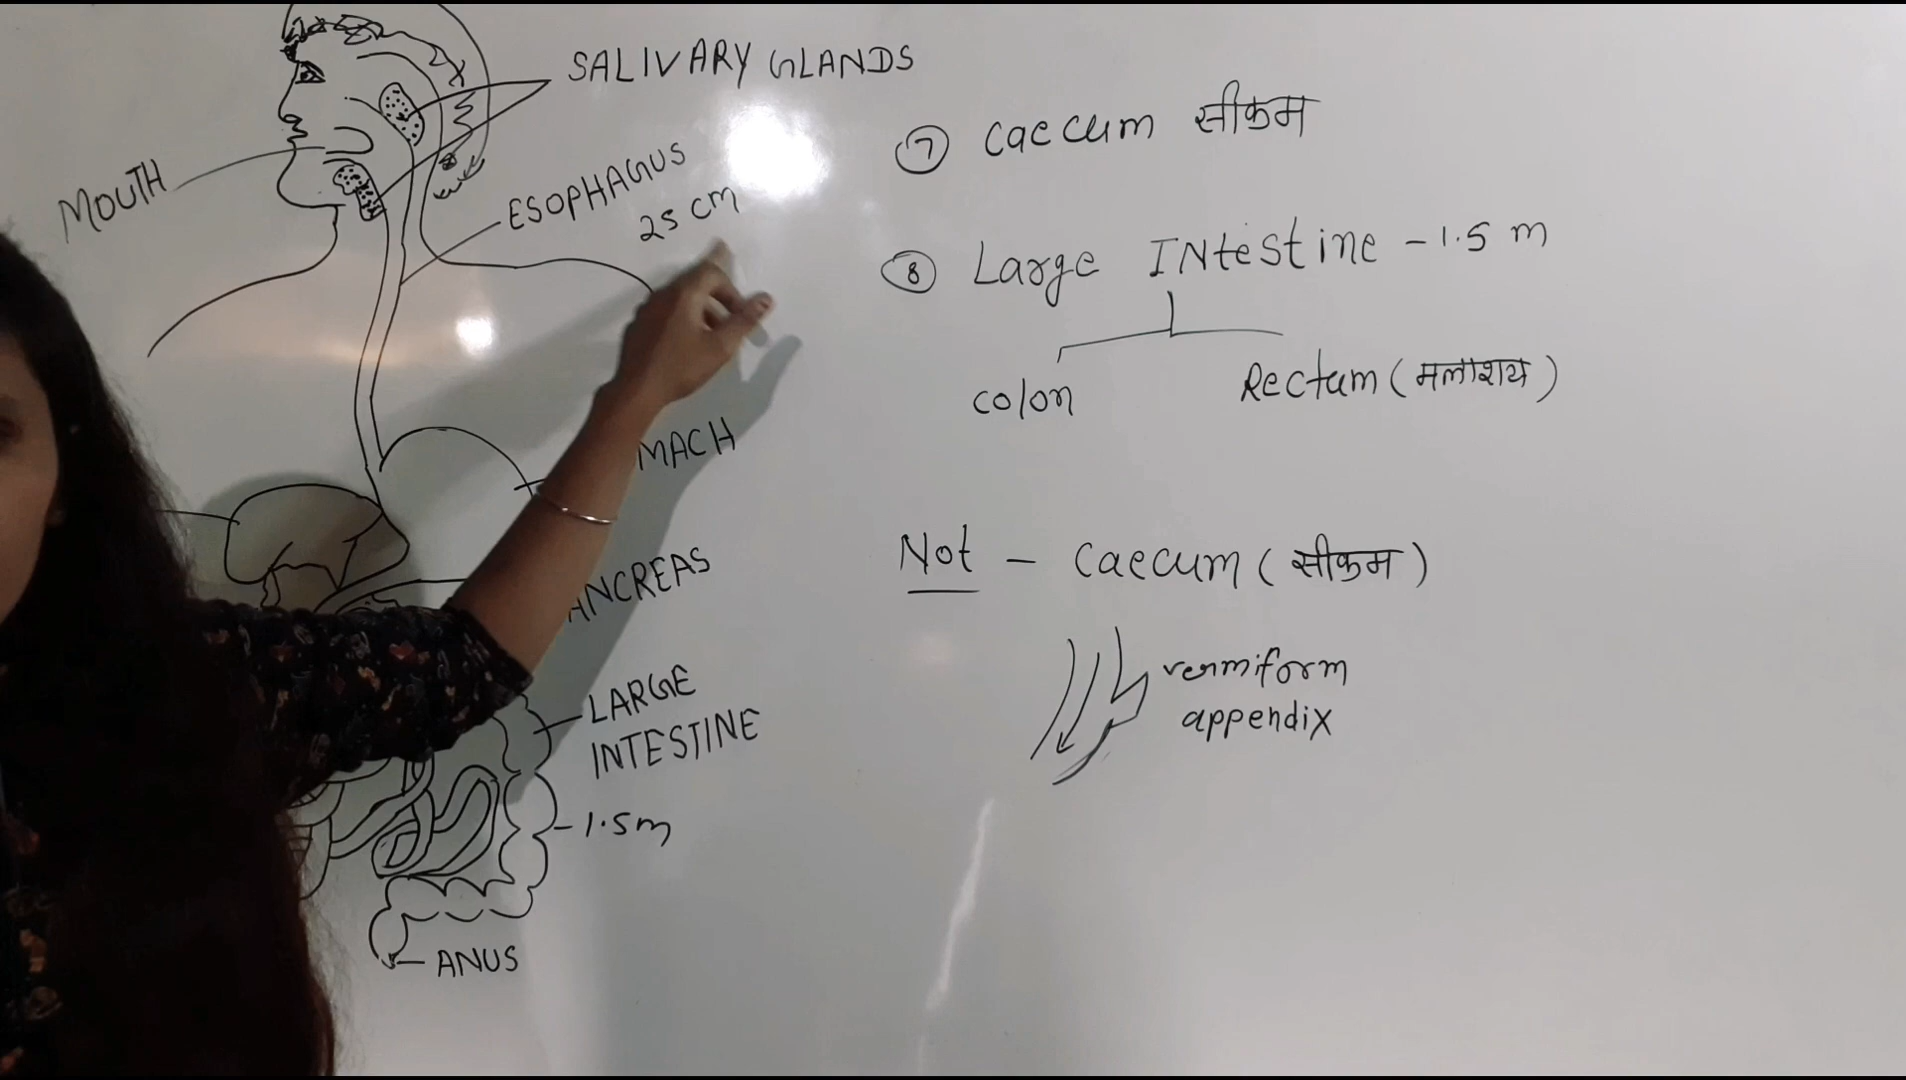 SALIVARY GLANDS
MOUTH
ESOPHAGUS
25 cm
MACH
ANCREAS
LARGE
INTESTINE
- 1.5m
ANUS
⑦ Caecum सीकम
⑧ Large INtestine - 1.5 m
Colon Rectum (मलाशय)
Not - Caecum (सीकम)
vermiform
appendix